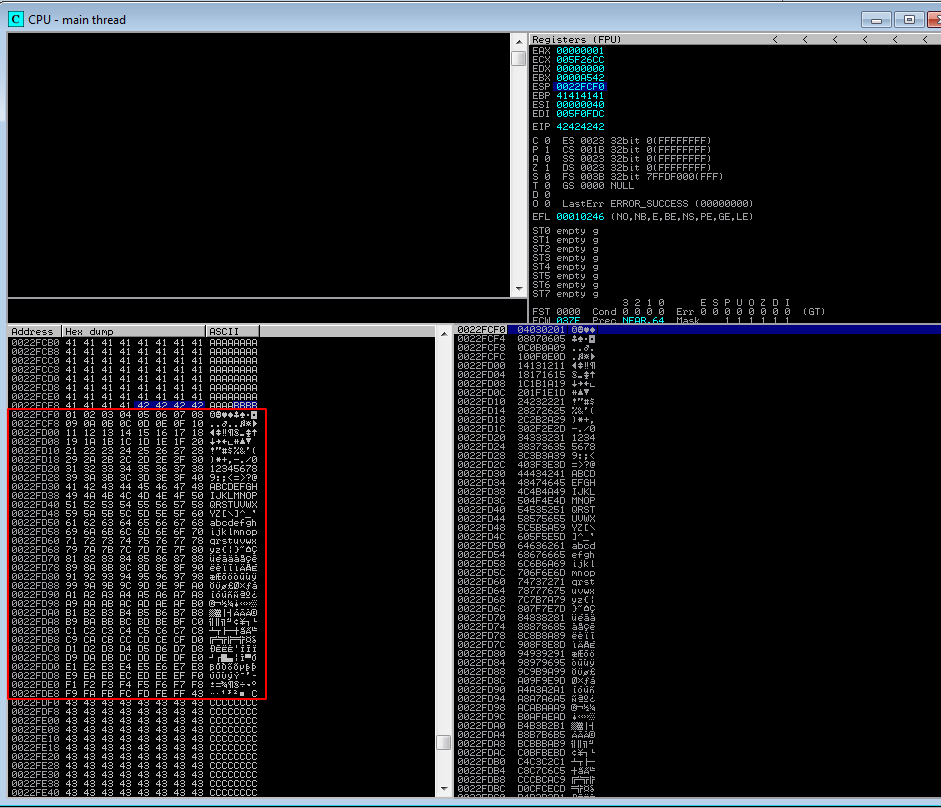 C CPU - main thread
Registers (FPU) < < < < < <
EAX 00000001
ECX 005F26CC
EDX 00000000
EBX 0000A542
ESP 0022FCF0
EBP 41414141
ESI 00000040
EDI 005F0FDC
EIP 42424242
C 0 ES 0023 32bit 0(FFFFFFFF)
P 1 CS 001B 32bit 0(FFFFFFFF)
A 0 SS 0023 32bit 0(FFFFFFFF)
Z 1 DS 0023 32bit 0(FFFFFFFF)
S 0 FS 003B 32bit 7FFDF000(FFF)
T 0 GS 0000 NULL
D 0
O 0 LastErr ERROR_SUCCESS (00000000)
EFL 00010246 (NO,NB,E,BE,NS,PE,GE,LE)
ST0 empty g
ST1 empty g
ST2 empty g
ST3 empty g
ST4 empty g
ST5 empty g
ST6 empty g
ST7 empty g
3 2 1 0 E S P U O Z D I
FST 0000 Cond 0 0 0 0 Err 0 0 0 0 0 0 0 0 (GT)
FCW 037F Prec NEAR,64 Mask 1 1 1 1 1 1
Address Hex dump ASCII
0022FCB0 41 41 41 41 41 41 41 41 AAAAAAAA
0022FCB8 41 41 41 41 41 41 41 41 AAAAAAAA
0022FCC0 41 41 41 41 41 41 41 41 AAAAAAAA
0022FCC8 41 41 41 41 41 41 41 41 AAAAAAAA
0022FCD0 41 41 41 41 41 41 41 41 AAAAAAAA
0022FCD8 41 41 41 41 41 41 41 41 AAAAAAAA
0022FCE0 41 41 41 41 41 41 41 41 AAAAAAAA
0022FCE8 41 41 41 41 42 42 42 42 AAAABBBB
0022FCF0 01 02 03 04 05 06 07 08
0022FCF8 09 0A 0B 0C 0D 0E 0F 10
0022FD00 11 12 13 14 15 16 17 18
0022FD08 19 1A 1B 1C 1D 1E 1F 20
0022FD10 21 22 23 24 25 26 27 28 !"#$%&'(
0022FD18 29 2A 2B 2C 2D 2E 2F 30 )*+,-./0
0022FD20 31 32 33 34 35 36 37 38 12345678
0022FD28 39 3A 3B 3C 3D 3E 3F 40 9:;<=>?@
0022FD30 41 42 43 44 45 46 47 48 ABCDEFGH
0022FD38 49 4A 4B 4C 4D 4E 4F 50 IJKLMNOP
0022FD40 51 52 53 54 55 56 57 58 QRSTUVWX
0022FD48 59 5A 5B 5C 5D 5E 5F 60 YZ[\]^_`
0022FD50 61 62 63 64 65 66 67 68 abcdefgh
0022FD58 69 6A 6B 6C 6D 6E 6F 70 ijklmnop
0022FD60 71 72 73 74 75 76 77 78 qrstuvwx
0022FD68 79 7A 7B 7C 7D 7E 7F 80 yz{|}~⌂Ç
0022FD70 81 82 83 84 85 86 87 88 üéâäàåçê
0022FD78 89 8A 8B 8C 8D 8E 8F 90 ëèïîìÄÅÉ
0022FD80 91 92 93 94 95 96 97 98 æÆôöòûùÿ
0022FD88 99 9A 9B 9C 9D 9E 9F A0
0022FD90 A1 A2 A3 A4 A5 A6 A7 A8
0022FD98 A9 AA AB AC AD AE AF B0
0022FDA0 B1 B2 B3 B4 B5 B6 B7 B8
0022FDA8 B9 BA BB BC BD BE BF C0
0022FDB0 C1 C2 C3 C4 C5 C6 C7 C8
0022FDB8 C9 CA CB CC CD CE CF D0
0022FDC0 D1 D2 D3 D4 D5 D6 D7 D8
0022FDC8 D9 DA DB DC DD DE DF E0
0022FDD0 E1 E2 E3 E4 E5 E6 E7 E8
0022FDD8 E9 EA EB EC ED EE EF F0
0022FDE0 F1 F2 F3 F4 F5 F6 F7 F8
0022FDE8 F9 FA FB FC FD FE FF 43
0022FDF0 43 43 43 43 43 43 43 43 CCCCCCCC
0022FDF8 43 43 43 43 43 43 43 43 CCCCCCCC
0022FE00 43 43 43 43 43 43 43 43 CCCCCCCC
0022FE08 43 43 43 43 43 43 43 43 CCCCCCCC
0022FE10 43 43 43 43 43 43 43 43 CCCCCCCC
0022FE18 43 43 43 43 43 43 43 43 CCCCCCCC
0022FE20 43 43 43 43 43 43 43 43 CCCCCCCC
0022FE28 43 43 43 43 43 43 43 43 CCCCCCCC
0022FE30 43 43 43 43 43 43 43 43 CCCCCCCC
0022FE38 43 43 43 43 43 43 43 43 CCCCCCCC
0022FE40 43 43 43 43 43 43 43 43 CCCCCCCC
0022FCF0 04030201
0022FCF4 08070605
0022FCF8 0C0B0A09
0022FCFC 100F0E0D
0022FD00 14131211
0022FD04 18171615
0022FD08 1C1B1A19
0022FD0C 201F1E1D
0022FD10 24232221 !"#$
0022FD14 28272625 %&'(
0022FD18 2C2B2A29 )*+,
0022FD1C 302F2E2D -./0
0022FD20 34333231 1234
0022FD24 38373635 5678
0022FD28 3C3B3A39 9:;<
0022FD2C 403F3E3D =>?@
0022FD30 44434241 ABCD
0022FD34 48474645 EFGH
0022FD38 4C4B4A49 IJKL
0022FD3C 504F4E4D MNOP
0022FD40 54535251 QRST
0022FD44 58575655 UVWX
0022FD48 5C5B5A59 YZ[\
0022FD4C 605F5E5D ]^_`
0022FD50 64636261 abcd
0022FD54 68676665 efgh
0022FD58 6C6B6A69 ijkl
0022FD5C 706F6E6D mnop
0022FD60 74737271 qrst
0022FD64 78777675 uvwx
0022FD68 7C7B7A79 yz{|
0022FD6C 807F7E7D }~⌂Ç
0022FD70 84838281 üéâä
0022FD74 88878685 àåçê
0022FD78 8C8B8A89 ëèïî
0022FD7C 908F8E8D ìÄÅÉ
0022FD80 94939291 æÆôö
0022FD84 98979695 òûùÿ
0022FD88 9C9B9A99
0022FD8C A09F9E9D
0022FD90 A4A3A2A1
0022FD94 A8A7A6A5
0022FD98 ACABAAA9
0022FD9C B0AFAEAD
0022FDA0 B4B3B2B1
0022FDA4 B8B7B6B5
0022FDA8 BCBBBAB9
0022FDAC C0BFBEBD
0022FDB0 C4C3C2C1
0022FDB4 C8C7C6C5
0022FDB8 CCCBCAC9
0022FDBC D0CFCECD